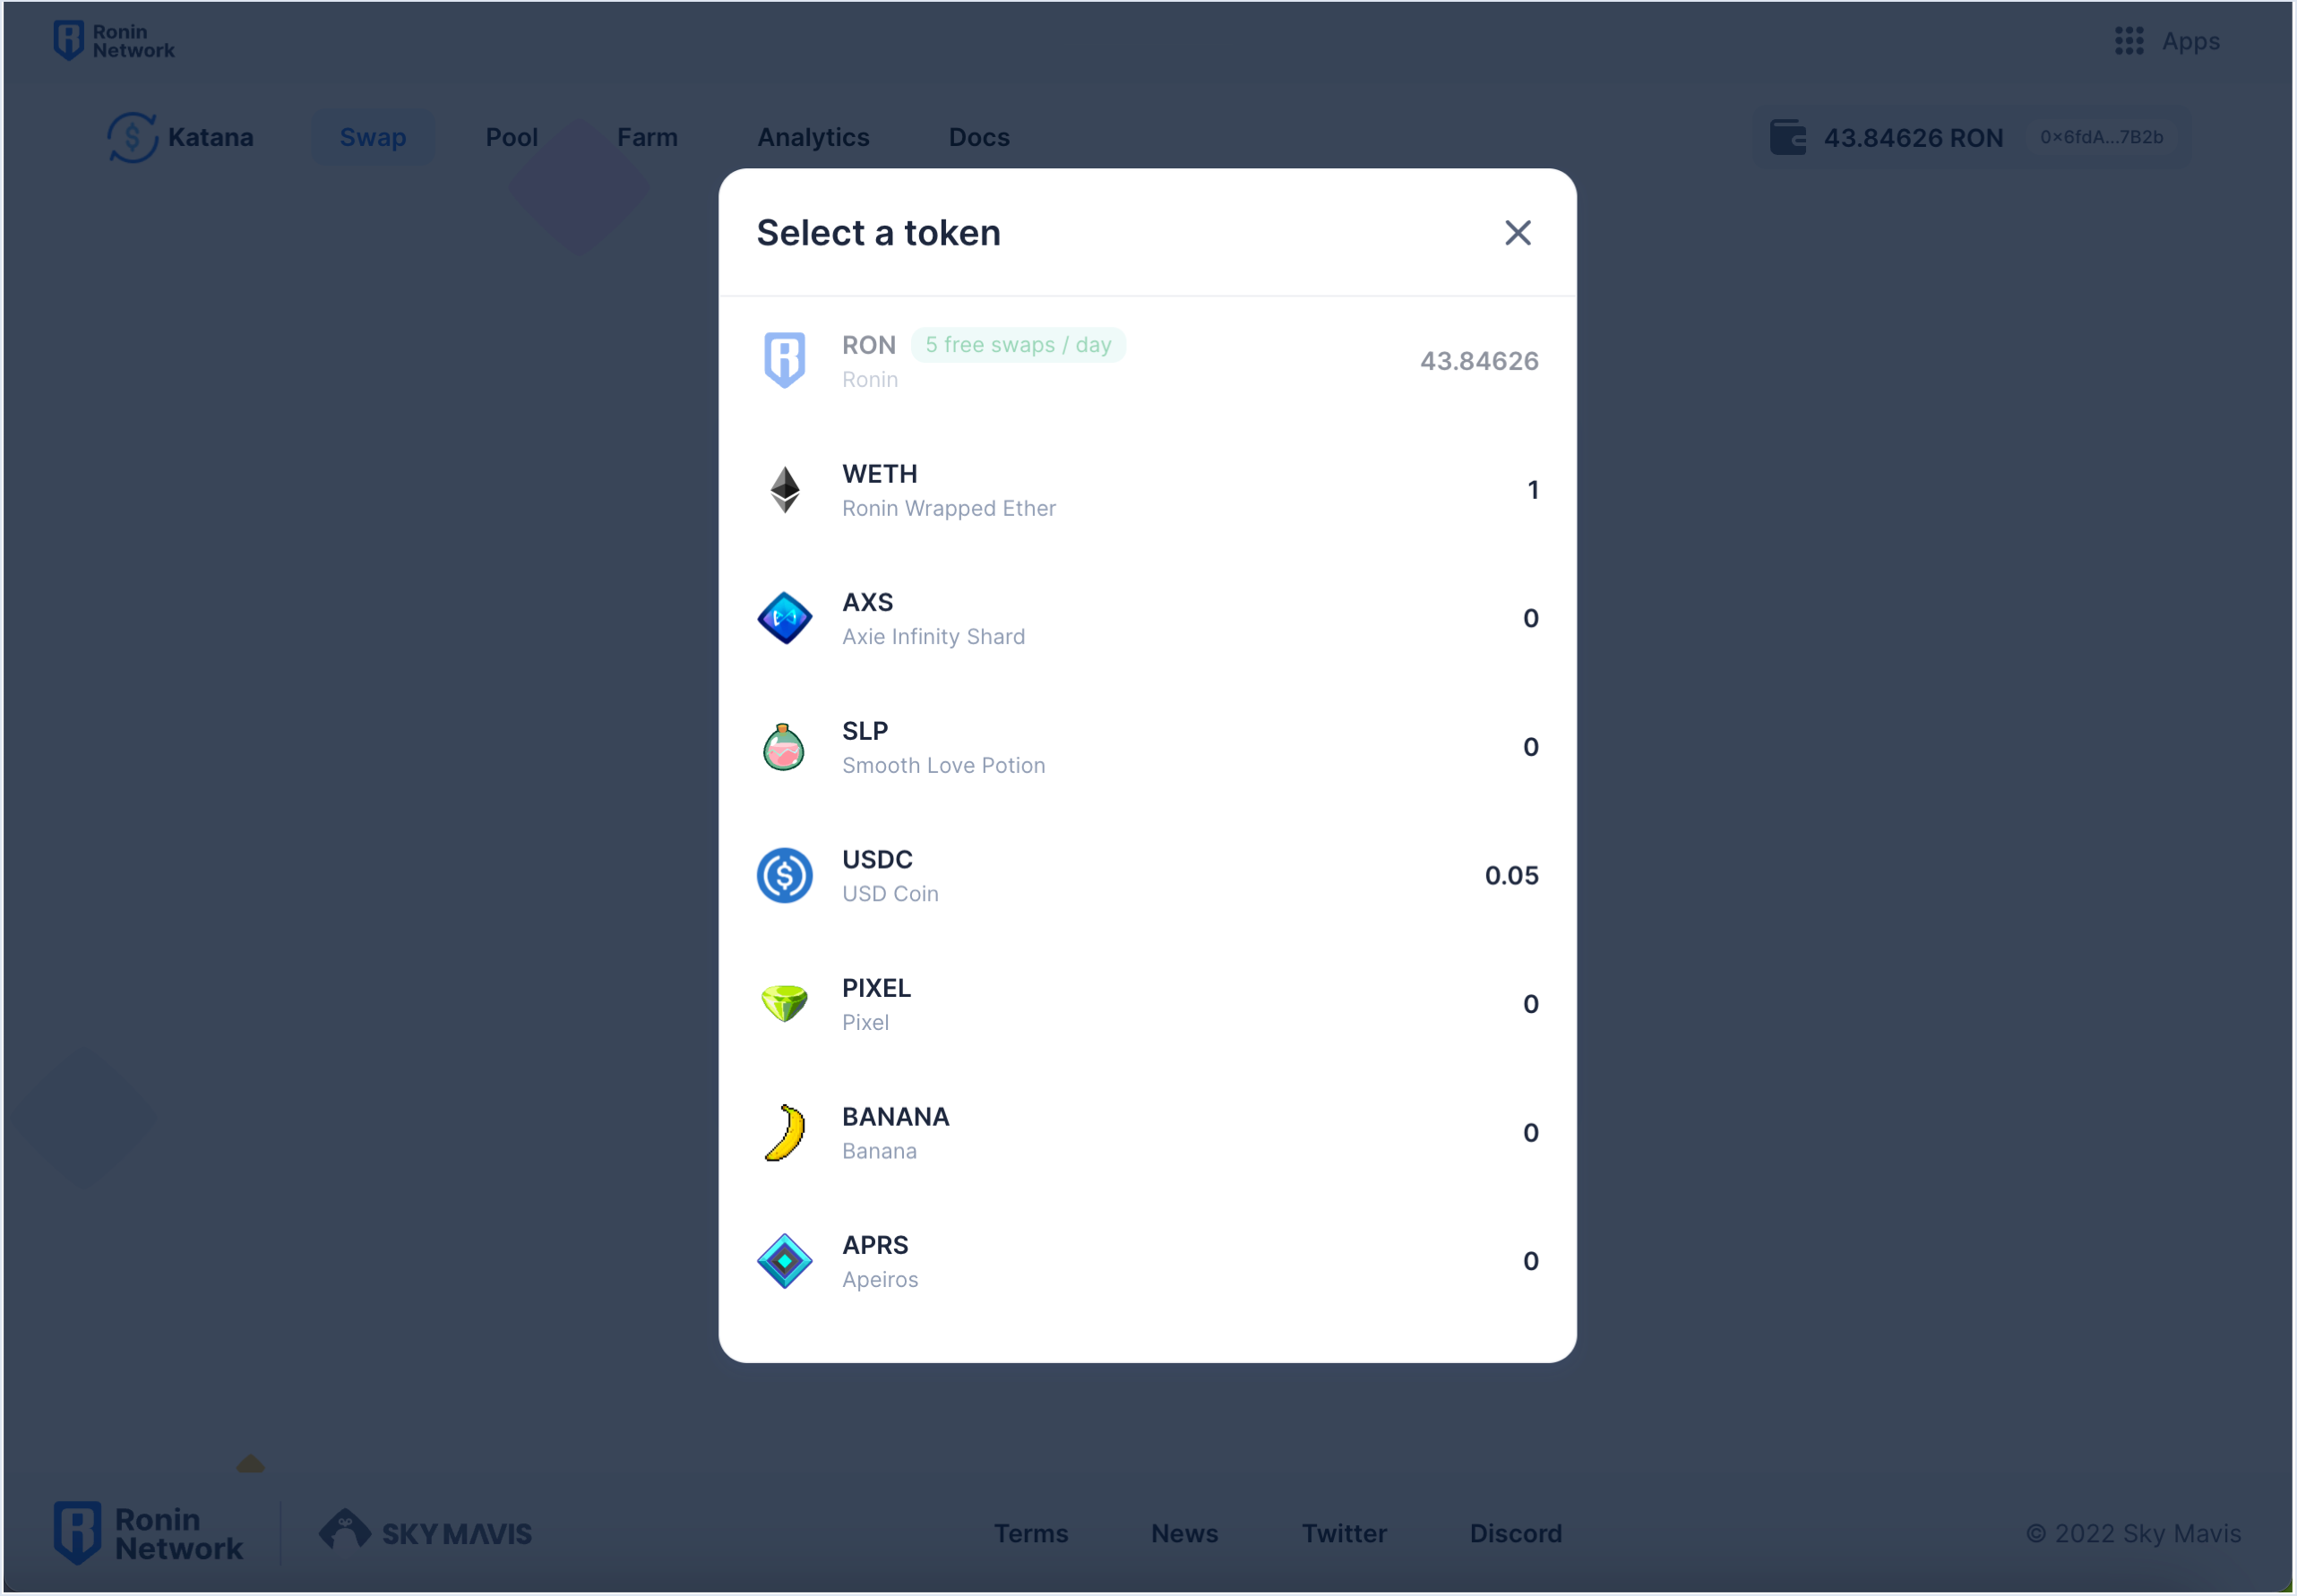 Ronin
Network
Apps
Katana
Swap
Pool
Farm
Analytics
Docs
43.84626 RON
0x6fdA...7B2b
Select a token
RON
5 free swaps / day
Ronin
43.84626
WETH
Ronin Wrapped Ether
1
AXS
Axie Infinity Shard
0
SLP
Smooth Love Potion
0
USDC
USD Coin
0.05
PIXEL
Pixel
0
BANANA
Banana
0
APRS
Apeiros
0
Ronin
Network
SKY MAVIS
Terms
News
Twitter
Discord
© 2022 Sky Mavis